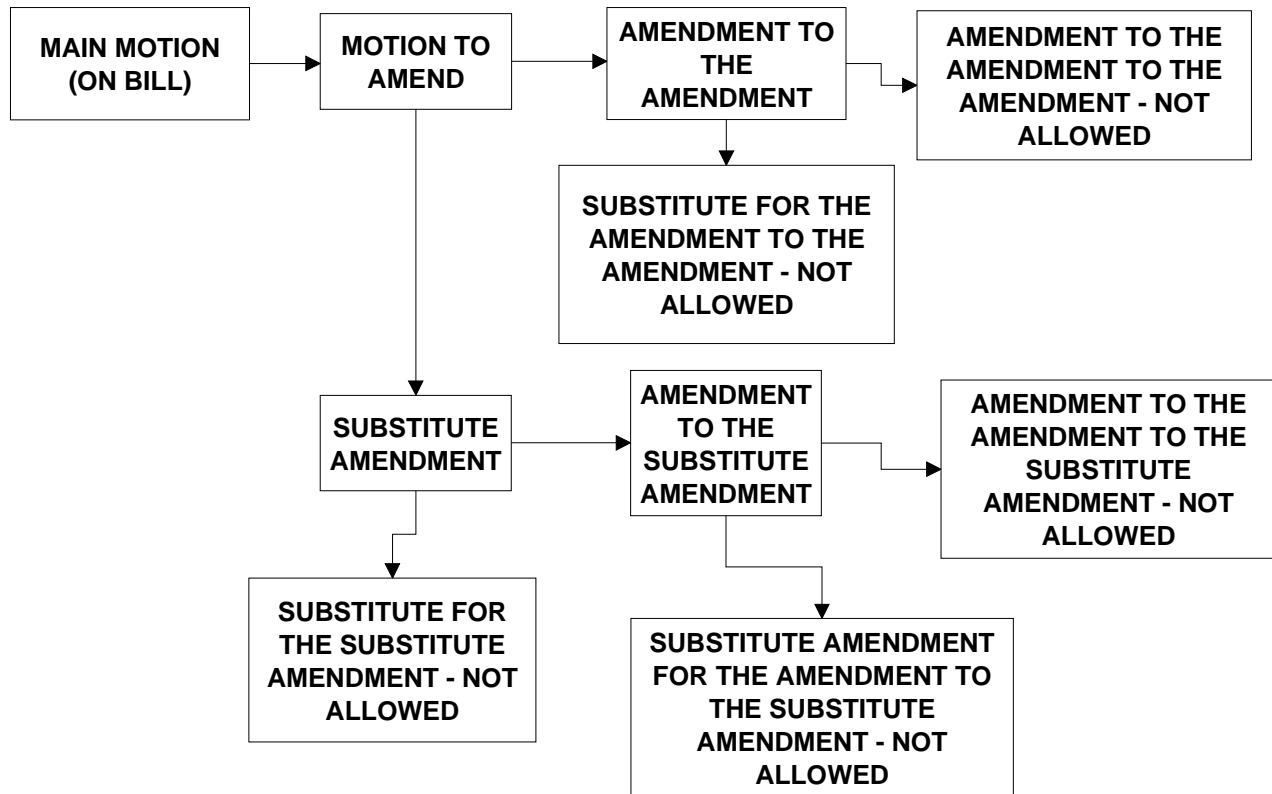 MAIN MOTION
(ON BILL)
MOTION TO
AMEND
AMENDMENT TO
THE
AMENDMENT
AMENDMENT TO THE
AMENDMENT TO THE
AMENDMENT - NOT
ALLOWED
SUBSTITUTE FOR THE
AMENDMENT TO THE
AMENDMENT - NOT
ALLOWED
SUBSTITUTE
AMENDMENT
AMENDMENT
TO THE
SUBSTITUTE
AMENDMENT
AMENDMENT TO THE
AMENDMENT TO THE
SUBSTITUTE
AMENDMENT - NOT
ALLOWED
SUBSTITUTE FOR
THE SUBSTITUTE
AMENDMENT - NOT
ALLOWED
SUBSTITUTE AMENDMENT
FOR THE AMENDMENT TO
THE SUBSTITUTE
AMENDMENT - NOT
ALLOWED